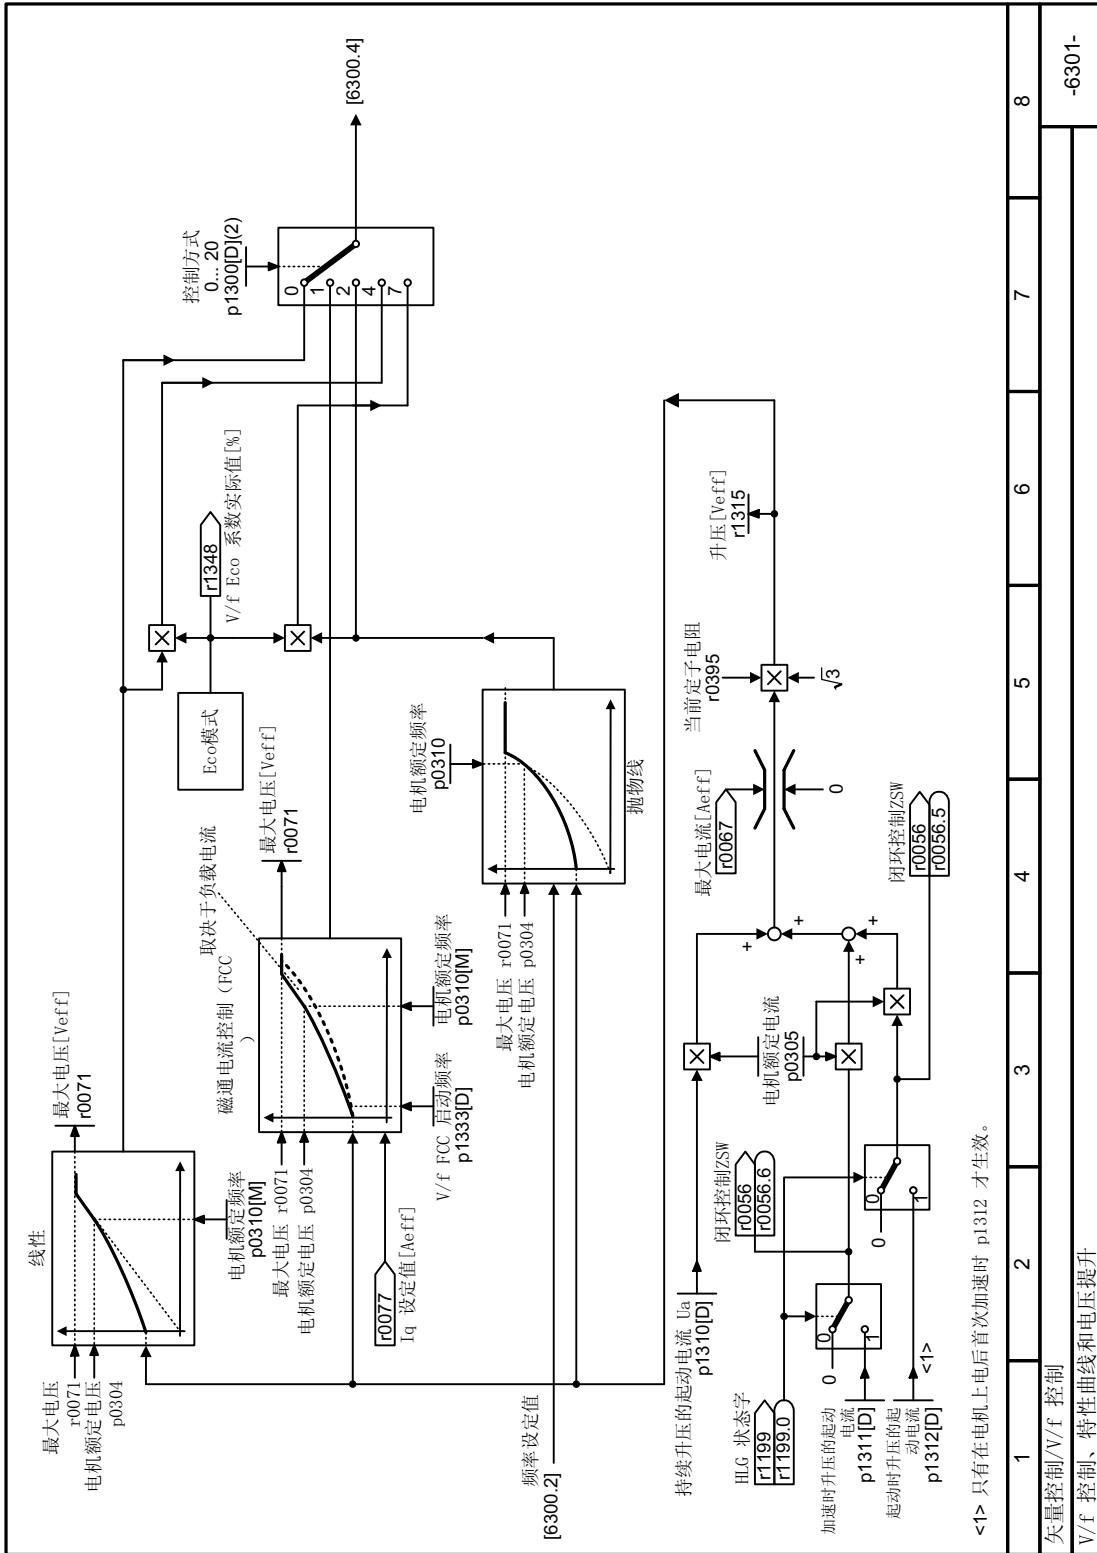 线性
最大电压
r0071
电机额定电压
p0304
最大电压[Veff]
r0071
电机额定频率
p0310[M]
磁通电流控制 (FCC
)
取决于负载电流
最大电压[Veff]
r0071
最大电压 r0071
电机额定电压 p0304
r0077
Iq 设定值[Aeff]
V/f FCC 启动频率
p1333[D]
电机额定频率
p0310[M]
Eco模式
r1348
V/f Eco 系数实际值[%]
控制方式
0... 20
p1300[D](2)
0
1
2
4
7
[6300.4]
电机额定频率
p0310
最大电压 r0071
电机额定电压 p0304
抛物线
频率设定值
[6300.2]
持续升压的起动电流 Ua
p1310[D]
HLG 状态字
r1199
r1199.0
闭环控制ZSW
r0056
r0056.6
电机额定电流
p0305
最大电流[Aeff]
r0067
0
当前定子电阻
r0395
√3
升压[Veff]
r1315
闭环控制ZSW
r0056
r0056.5
+
+
+
+
加速时升压的起动
电流
p1311[D]
0
0
1
起动时升压的起
动电流
p1312[D]
<1>
0
0
1
<1> 只有在电机上电后首次加速时 p1312 才生效。
1
2
3
4
5
6
7
8
矢量控制/V/f 控制
V/f 控制、特性曲线和电压提升
-6301-